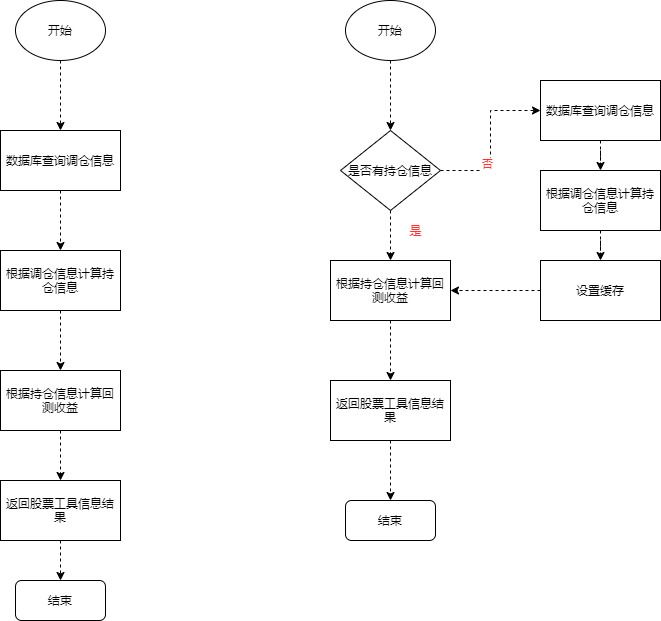 开始
数据库查询调仓信息
根据调仓信息计算持
仓信息
根据持仓信息计算回
测收益
返回股票工具信息结
果
结束
开始
是否有持仓信息
否
是
数据库查询调仓信息
根据调仓信息计算持
仓信息
设置缓存
根据持仓信息计算回
测收益
返回股票工具信息结
果
结束